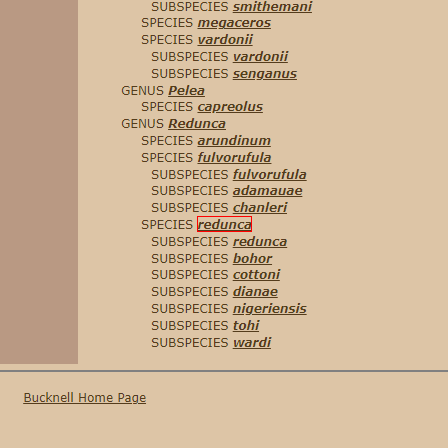 SUBSPECIES smithemani
SPECIES megaceros
SPECIES vardonii
SUBSPECIES vardonii
SUBSPECIES senganus
GENUS Pelea
SPECIES capreolus
GENUS Redunca
SPECIES arundinum
SPECIES fulvorufula
SUBSPECIES fulvorufula
SUBSPECIES adamauae
SUBSPECIES chanleri
SPECIES redunca
SUBSPECIES redunca
SUBSPECIES bohor
SUBSPECIES cottoni
SUBSPECIES dianae
SUBSPECIES nigeriensis
SUBSPECIES tohi
SUBSPECIES wardi
Bucknell Home Page